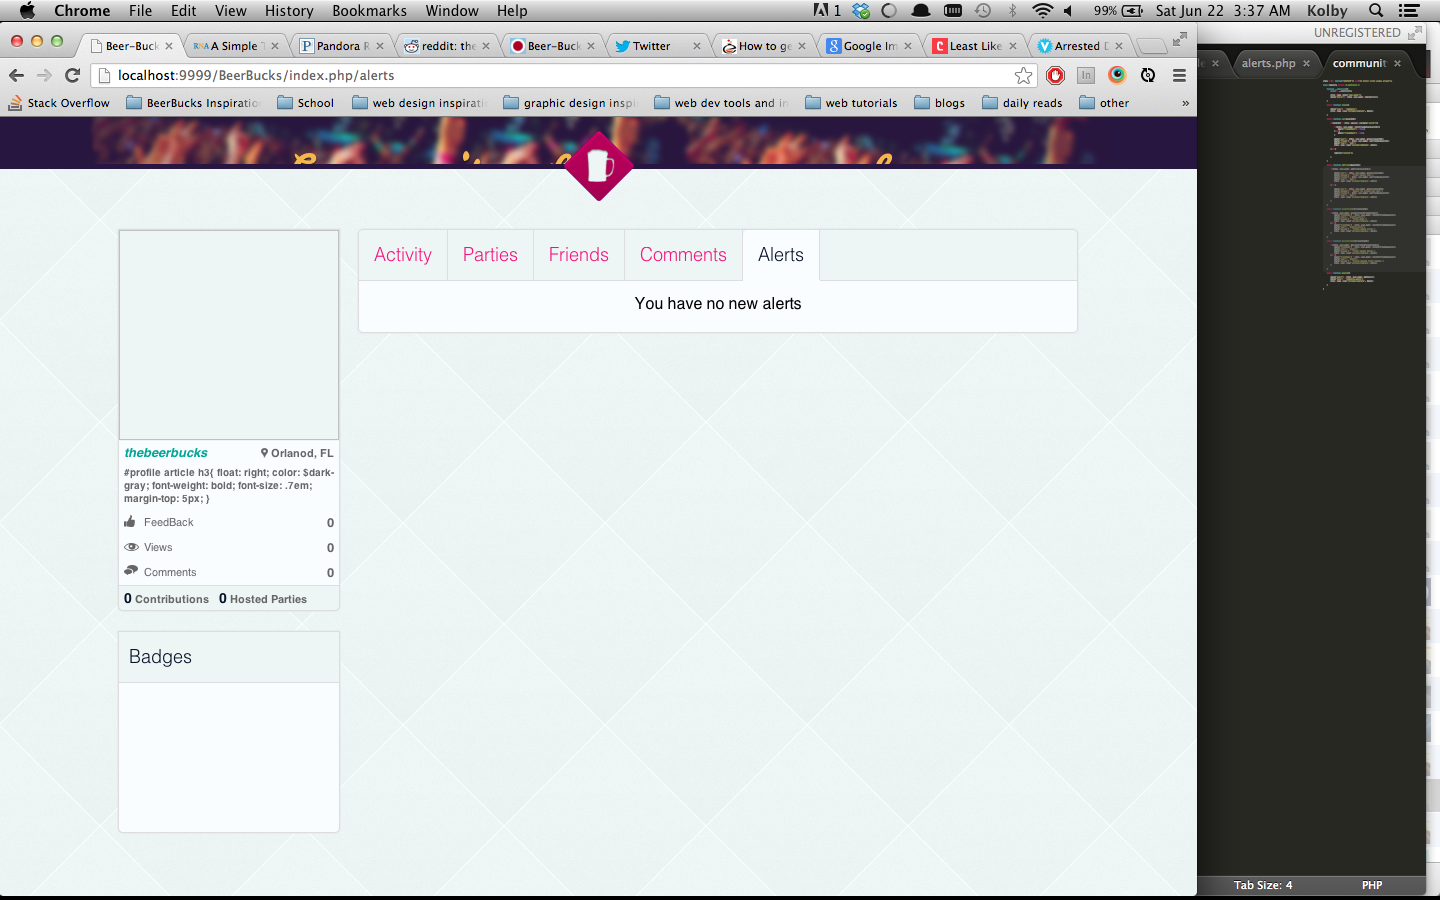 Chrome File Edit View History Bookmarks Window Help 1 99% Sat Jun 22 3:37 AM Kolby
Beer-Buck RNA A Simple T Pandora R reddit: the Beer-Buck Twitter How to ge Google Im Least Like Arrested D
UNREGISTERED
alerts.php communit
localhost:9999/BeerBucks/index.php/alerts
Stack Overflow BeerBucks Inspiratio School web design inspirati graphic design inspi web dev tools and in web tutorials blogs daily reads other »
Activity Parties Friends Comments Alerts
You have no new alerts
thebeerbucks Orlanod, FL
#profile article h3{ float: right; color: $dark-
gray; font-weight: bold; font-size: .7em;
margin-top: 5px; }
FeedBack 0
Views 0
Comments 0
0 Contributions 0 Hosted Parties
Badges
Tab Size: 4 PHP